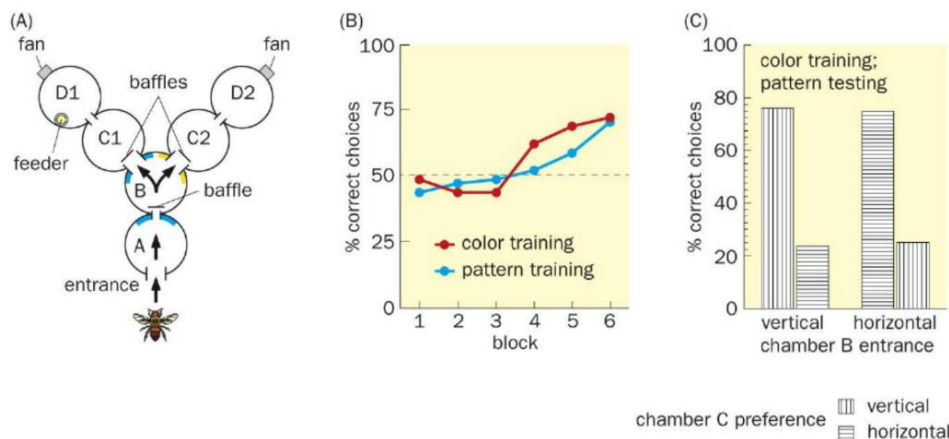 (A)
fan
fan
baffles
D1
D2
C1
C2
feeder
B
baffle
A
entrance
(B)
100
75
50
25
0
% correct choices
color training
pattern training
1 2 3 4 5 6
block
(C)
100
80
60
40
20
0
% correct choices
color training;
pattern testing
vertical horizontal
chamber B entrance
chamber C preference
vertical
horizontal